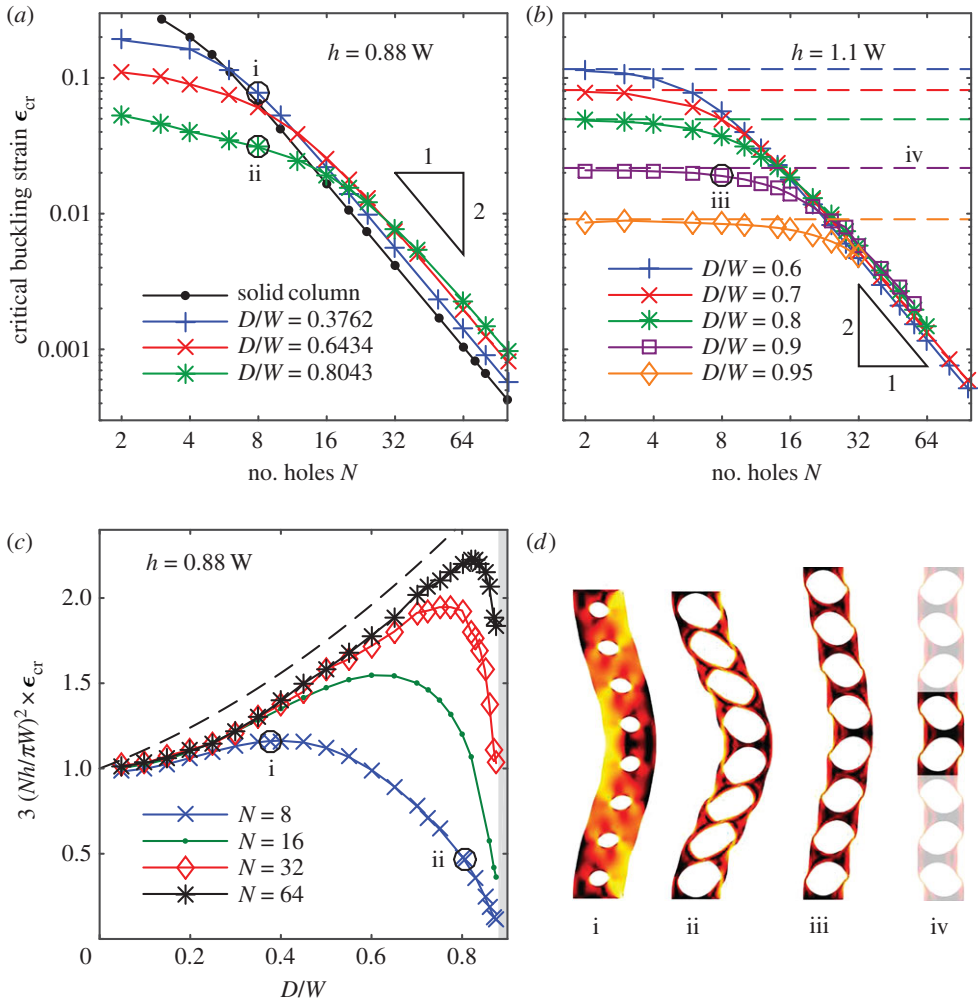 (a)
h = 0.88 W
critical buckling strain ϵcr
0.1
0.01
0.001
i
ii
1
2
solid column
D/W = 0.3762
D/W = 0.6434
D/W = 0.8043
2 4 8 16 32 64
no. holes N
(b)
h = 1.1 W
iv
iii
D/W = 0.6
D/W = 0.7
D/W = 0.8
D/W = 0.9
D/W = 0.95
2
1
2 4 8 16 32 64
no. holes N
(c)
h = 0.88 W
3 (Nh/πW)² × ϵcr
2.0
1.5
1.0
0.5
i
ii
N = 8
N = 16
N = 32
N = 64
0 0.2 0.4 0.6 0.8
D/W
(d)
i ii iii iv